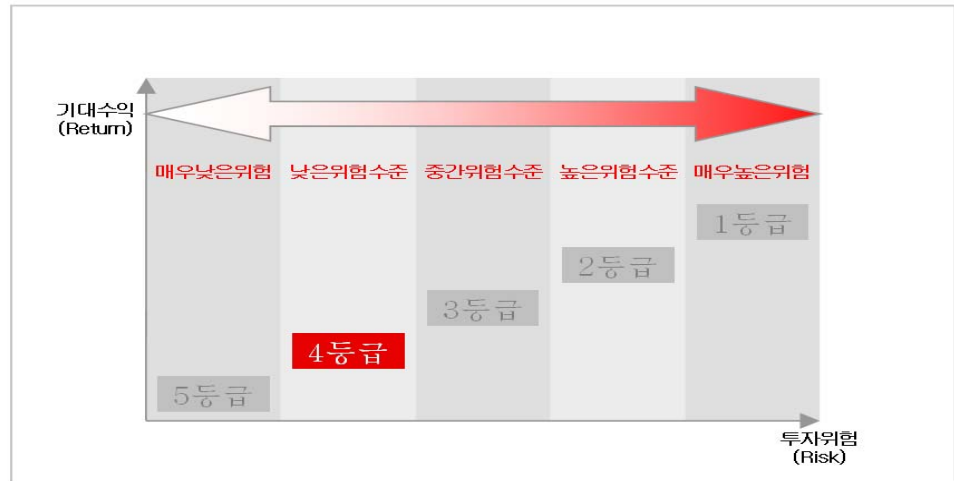 기대수익
(Return)
매우낮은위험 낮은위험수준 중간위험수준 높은위험수준 매우높은위험
1등급
2등급
3등급
4등급
5등급
투자위험
(Risk)